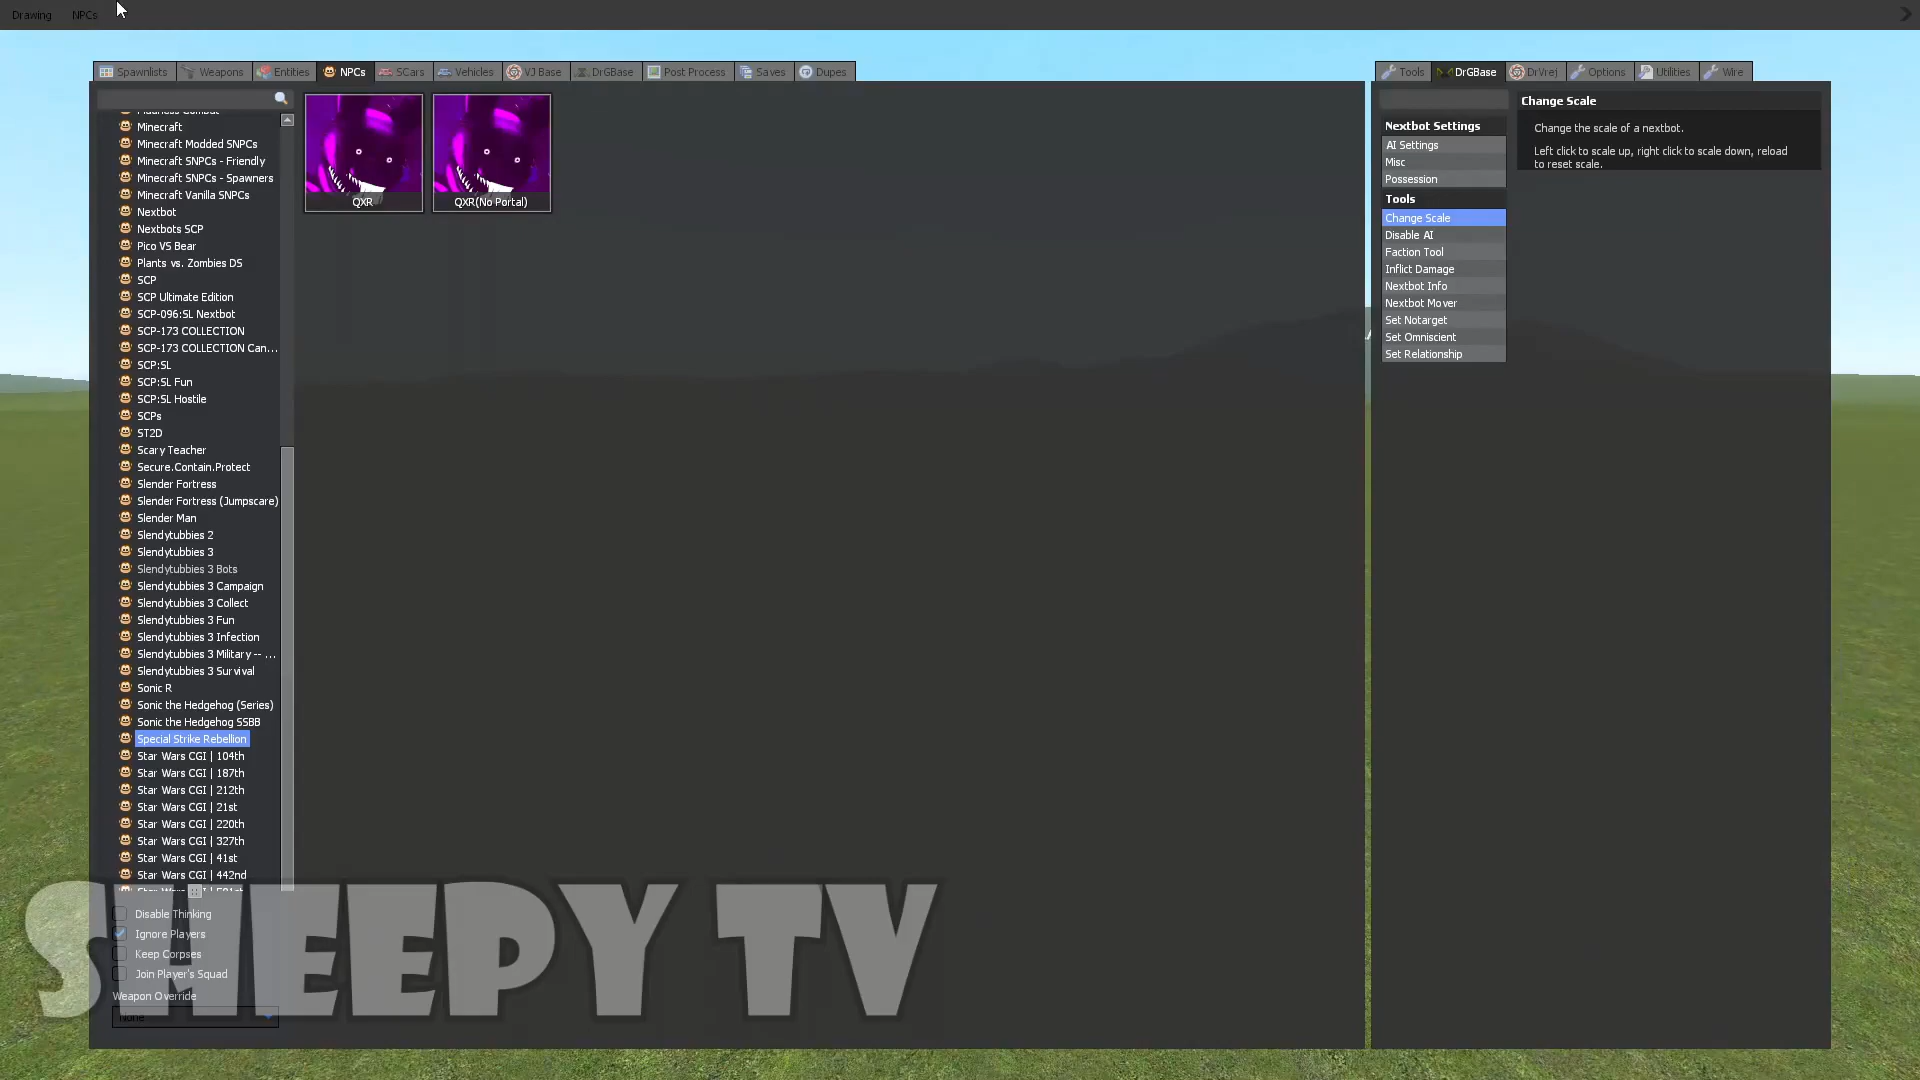 Drawing NPCs
Spawnlists Weapons Entities NPCs SCars Vehicles VJ Base DrGBase Post Process Saves Dupes
Minecraft
Minecraft Modded SNPCs
Minecraft SNPCs - Friendly
Minecraft SNPCs - Spawners
Minecraft Vanilla SNPCs
Nextbot
Nextbots SCP
Pico VS Bear
Plants vs. Zombies DS
SCP
SCP Ultimate Edition
SCP-096:SL Nextbot
SCP-173 COLLECTION
SCP-173 COLLECTION Can...
SCP:SL
SCP:SL Fun
SCP:SL Hostile
SCPs
ST2D
Scary Teacher
Secure.Contain.Protect
Slender Fortress
Slender Fortress (Jumpscare)
Slender Man
Slendytubbies 2
Slendytubbies 3
Slendytubbies 3 Bots
Slendytubbies 3 Campaign
Slendytubbies 3 Collect
Slendytubbies 3 Fun
Slendytubbies 3 Infection
Slendytubbies 3 Military -- ...
Slendytubbies 3 Survival
Sonic R
Sonic the Hedgehog (Series)
Sonic the Hedgehog SSBB
Special Strike Rebellion
Star Wars CGI | 104th
Star Wars CGI | 187th
Star Wars CGI | 212th
Star Wars CGI | 21st
Star Wars CGI | 220th
Star Wars CGI | 327th
Star Wars CGI | 41st
Star Wars CGI | 442nd
Disable Thinking
Ignore Players
Keep Corpses
Join Player's Squad
Weapon Override
None
QXR
QXR(No Portal)
SHEEPY TV
Tools DrGBase DrVrej Options Utilities Wire
Nextbot Settings
AI Settings
Misc
Possession
Tools
Change Scale
Disable AI
Faction Tool
Inflict Damage
Nextbot Info
Nextbot Mover
Set Notarget
Set Omniscient
Set Relationship
Change Scale
Change the scale of a nextbot.
Left click to scale up, right click to scale down, reload
to reset scale.